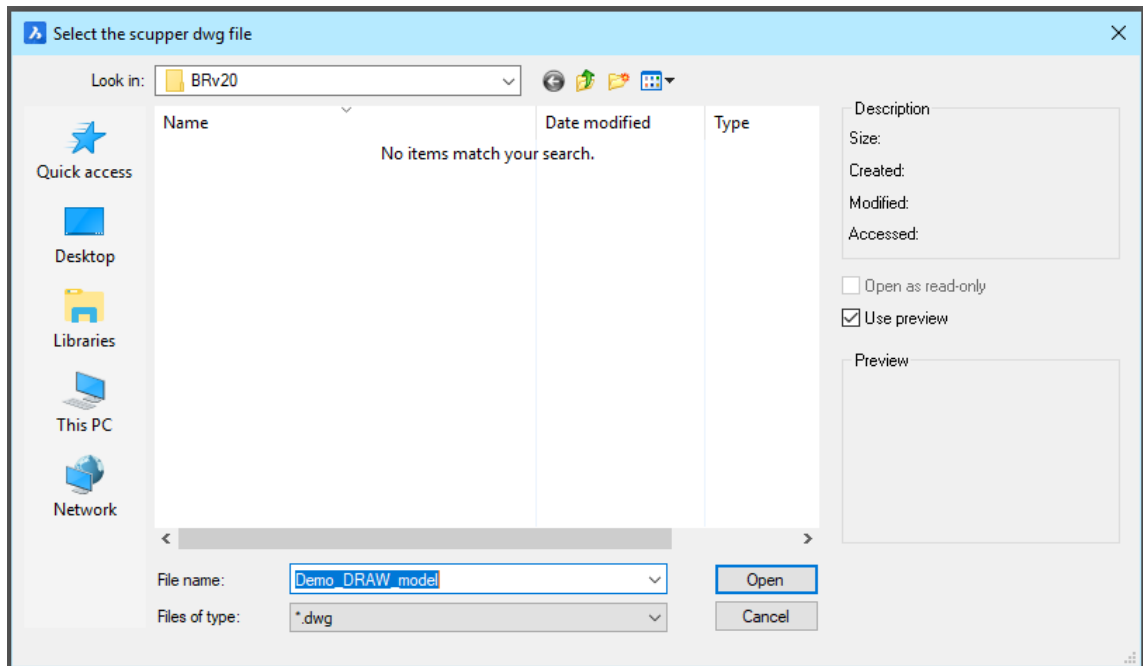 Select the scupper dwg file
Look in: BRv20
Name Date modified Type
No items match your search.
Quick access
Desktop
Libraries
This PC
Network
File name: Demo_DRAW_model Open
Files of type: *.dwg Cancel
Description
Size:
Created:
Modified:
Accessed:
Open as read-only
Use preview
Preview